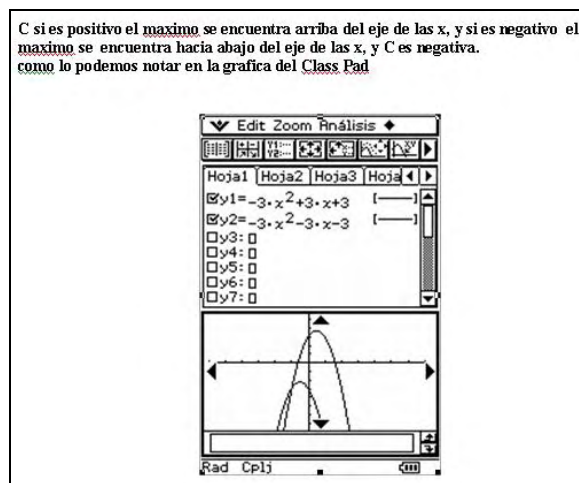 C si es positivo el maximo se encuentra arriba del eje de las x, y si es negativo el
maximo se encuentra hacia abajo del eje de las x, y C es negativa.
como lo podemos notar en la grafica del Class Pad
Edit Zoom Análisis
Y1:
Y2:
Hoja1 Hoja2 Hoja3 Hoja
y1=-3·x²+3·x+3 [—]
y2=-3·x²-3·x-3 [—]
y3:
y4:
y5:
y6:
y7:
Rad Cplj